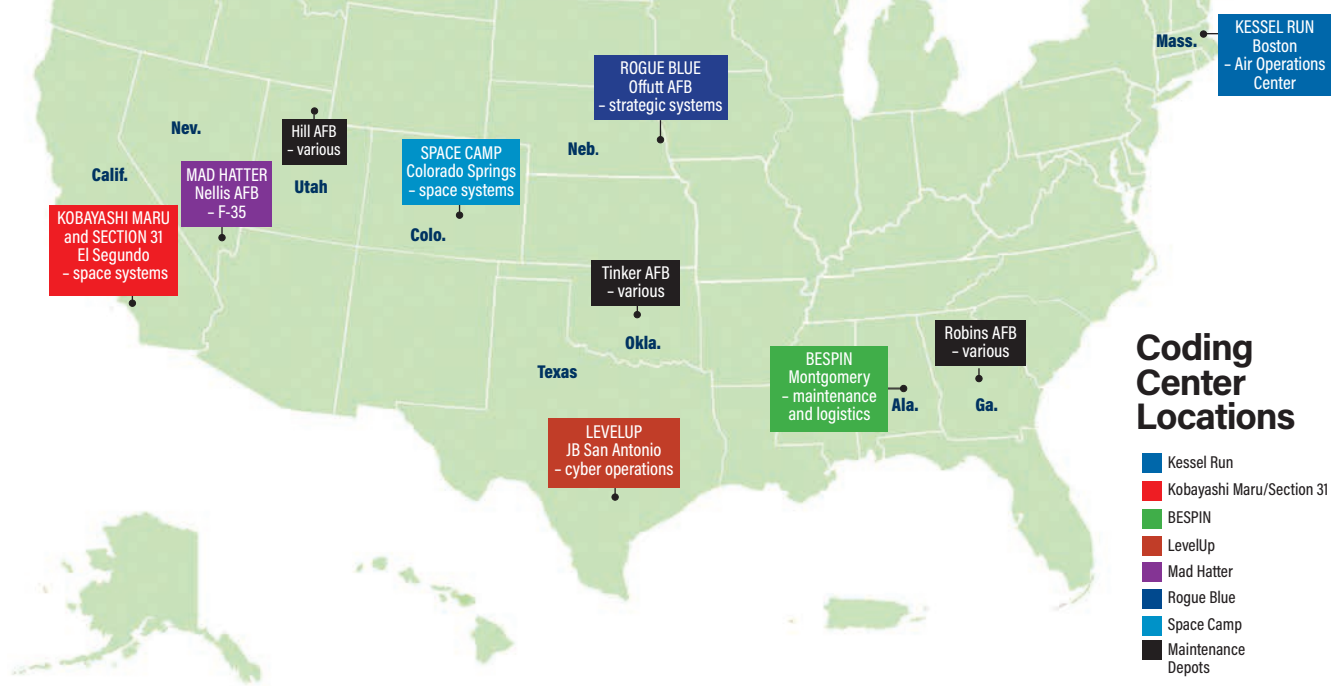 KESSEL RUN
Boston
– Air Operations
Center
Mass.
ROGUE BLUE
Offutt AFB
– strategic systems
Neb.
Nev.
Hill AFB
– various
Utah
SPACE CAMP
Colorado Springs
– space systems
Colo.
Calif.
MAD HATTER
Nellis AFB
– F-35
KOBAYASHI MARU
and SECTION 31
El Segundo
– space systems
Tinker AFB
– various
Okla.
Texas
LEVELUP
JB San Antonio
– cyber operations
BESPIN
Montgomery
– maintenance
and logistics
Ala.
Robins AFB
– various
Ga.
Coding
Center
Locations
Kessel Run
Kobayashi Maru/Section 31
BESPIN
LevelUp
Mad Hatter
Rogue Blue
Space Camp
Maintenance
Depots